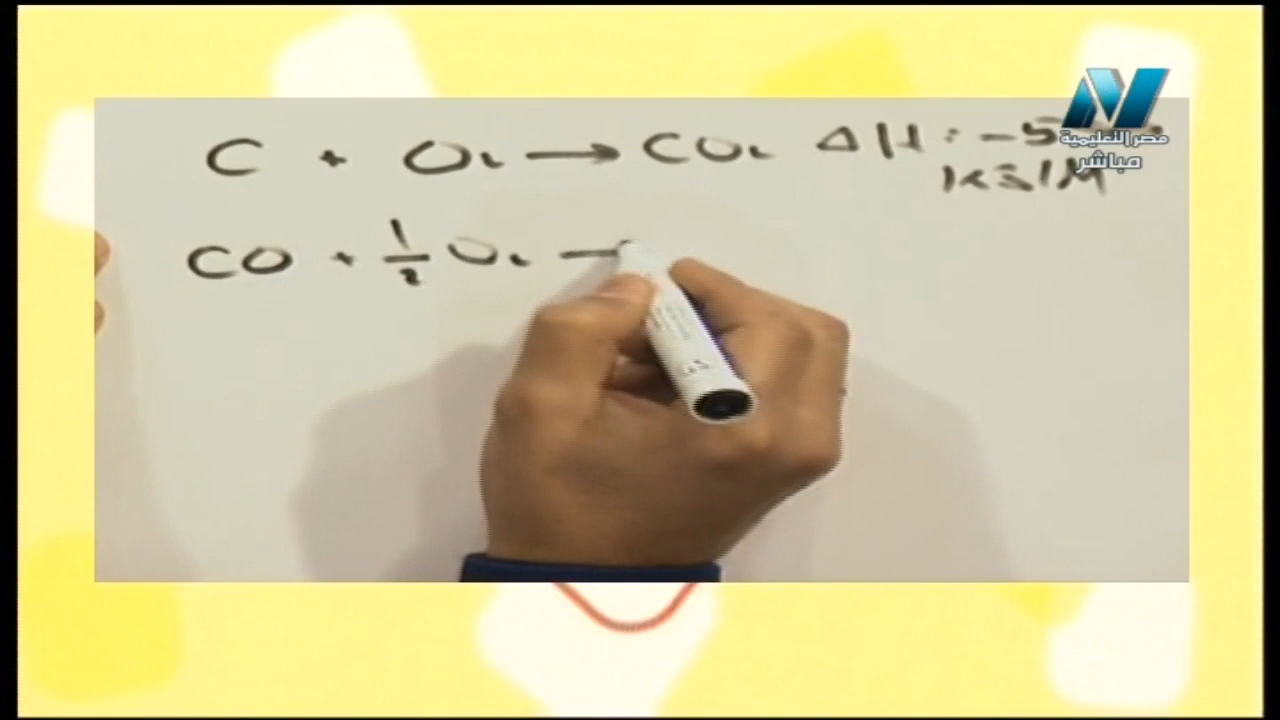 C + O₂ → CO₂ ΔH: -5
KJ/M
CO + ½ O₂ —
مصر التعليمية
مباشر